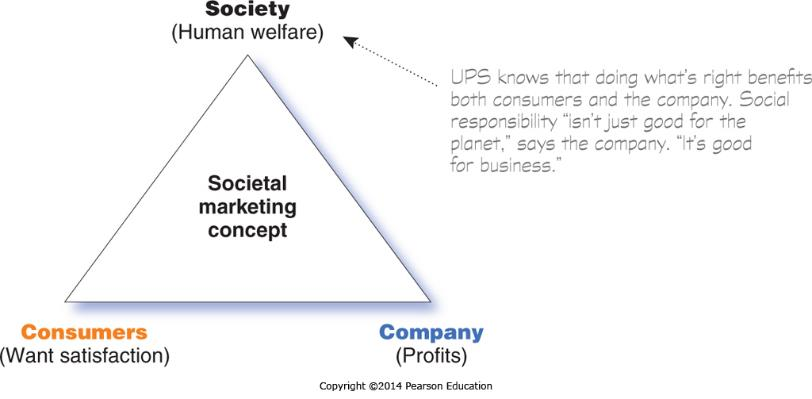 Society
(Human welfare)
UPS knows that doing what's right benefits
both consumers and the company. Social
responsibility “isn't just good for the
planet,” says the company. “It's good
for business.”
Societal
marketing
concept
Consumers
(Want satisfaction)
Company
(Profits)
Copyright ©2014 Pearson Education